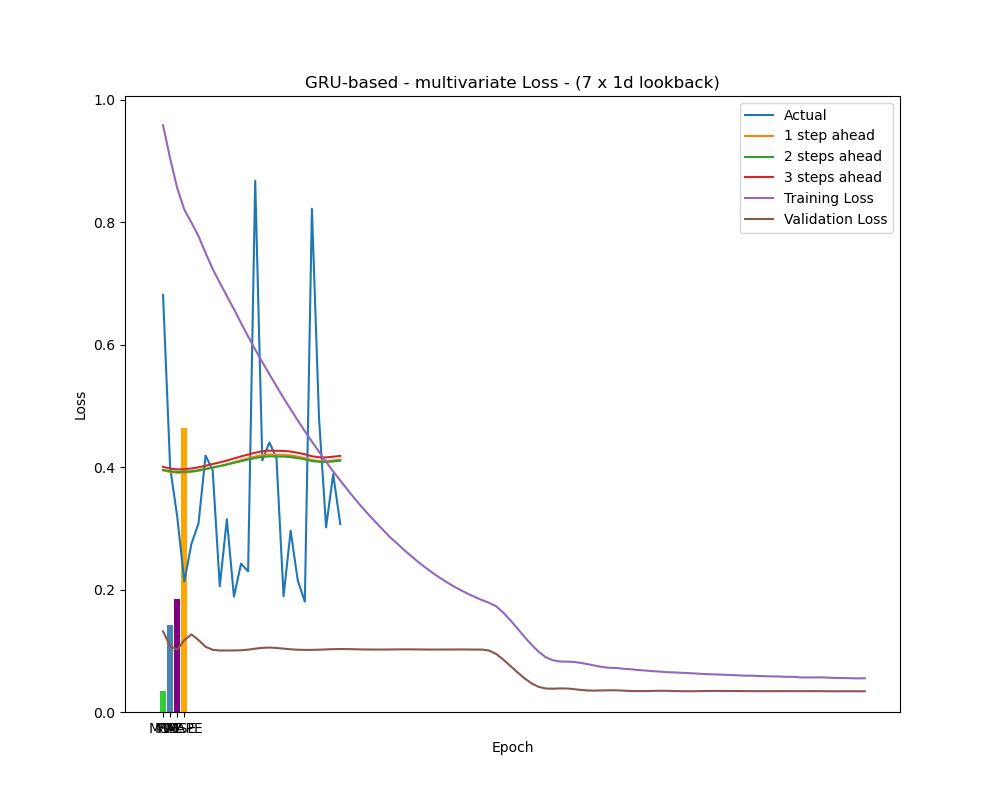 GRU-based - multivariate Loss - (7 x 1d lookback)
1.0
0.8
0.6
0.4
0.2
0.0
Loss
Actual
1 step ahead
2 steps ahead
3 steps ahead
Training Loss
Validation Loss
Epoch